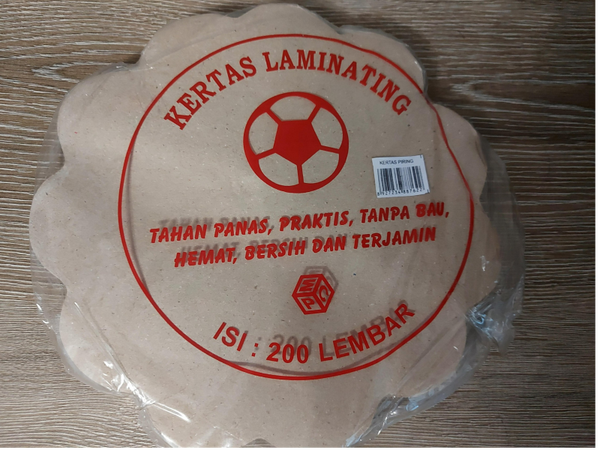 KERTAS LAMINATING
KERTAS PIRING
TAHAN PANAS, PRAKTIS, TANPA BAU,
HEMAT, BERSIH DAN TERJAMIN
ISI : 200 LEMBAR